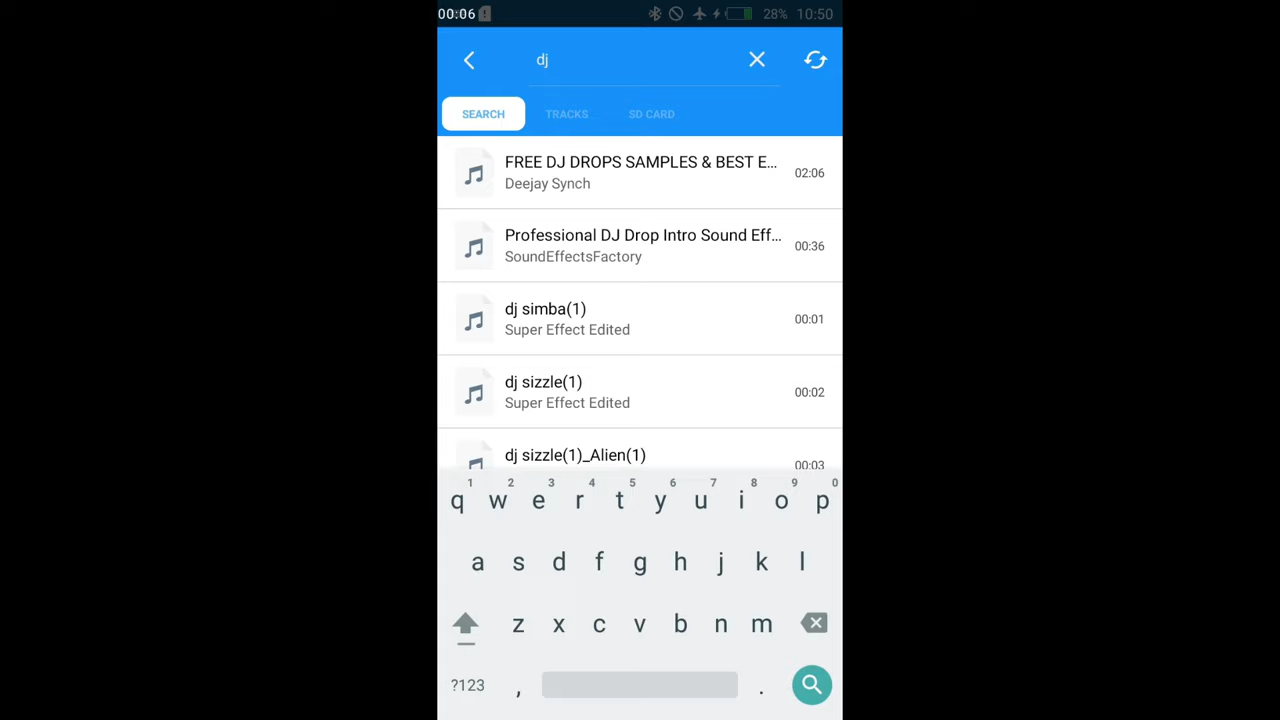 00:06 28% 10:50
dj
SEARCH TRACKS SD CARD
FREE DJ DROPS SAMPLES & BEST E...
Deejay Synch
02:06
Professional DJ Drop Intro Sound Eff...
SoundEffectsFactory
00:36
dj simba(1)
Super Effect Edited
00:01
dj sizzle(1)
Super Effect Edited
00:02
dj sizzle(1)_Alien(1)
00:03
1 2 3 4 5 6 7 8 9 0
q w e r t y u i o p
a s d f g h j k l
z x c v b n m
?123 , .